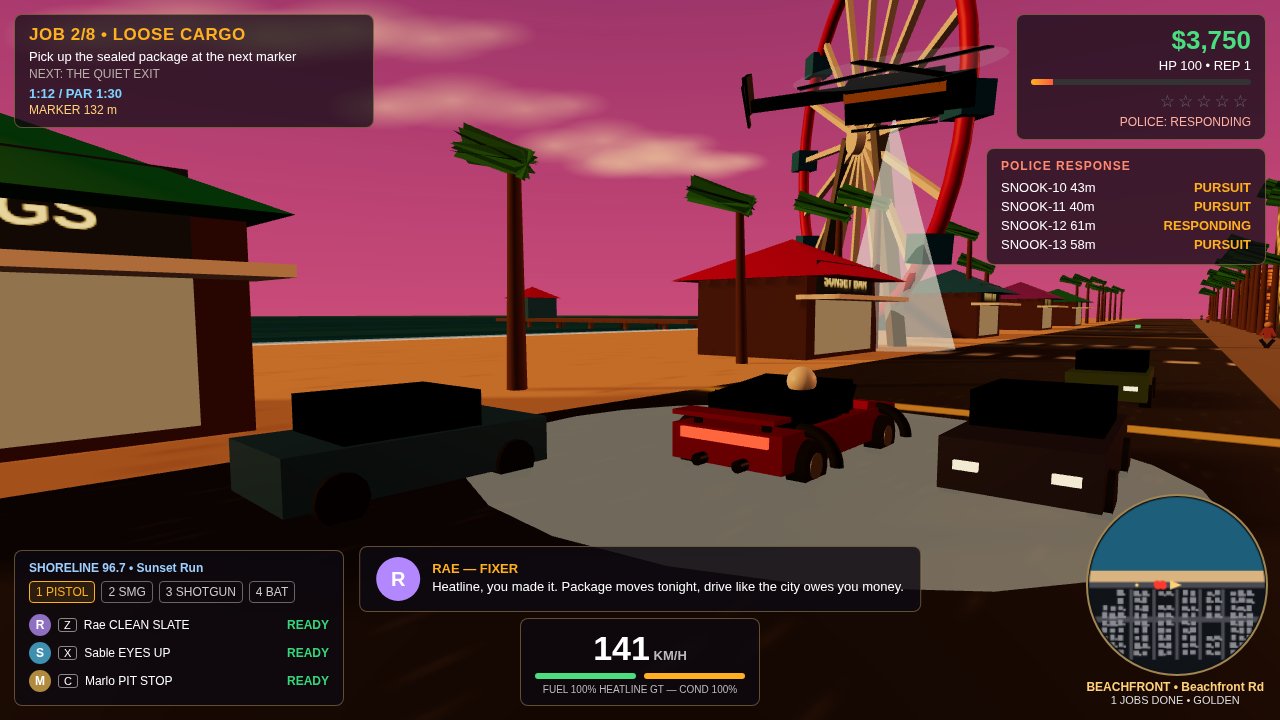 JOB 2/8 • LOOSE CARGO
Pick up the sealed package at the next marker
NEXT: THE QUIET EXIT
1:12 / PAR 1:30
MARKER 132 m
$3,750
HP 100 • REP 1
☆☆☆☆☆
POLICE: RESPONDING
POLICE RESPONSE
SNOOK-10 43m PURSUIT
SNOOK-11 40m PURSUIT
SNOOK-12 61m RESPONDING
SNOOK-13 58m PURSUIT
GS
SUNSET BAR
SHORELINE 96.7 • Sunset Run
1 PISTOL 2 SMG 3 SHOTGUN 4 BAT
R Z Rae CLEAN SLATE READY
S X Sable EYES UP READY
M C Marlo PIT STOP READY
R
RAE — FIXER
Heatline, you made it. Package moves tonight, drive like the city owes you money.
141 KM/H
FUEL 100% HEATLINE GT — COND 100%
BEACHFRONT • Beachfront Rd
1 JOBS DONE • GOLDEN